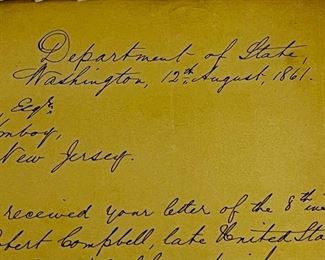 Department of State,
Washington, 12th August, 1861.
Esqr.
mboy,
New Jersey.
received your letter of the 8th ins
obert Campbell, late United Sta